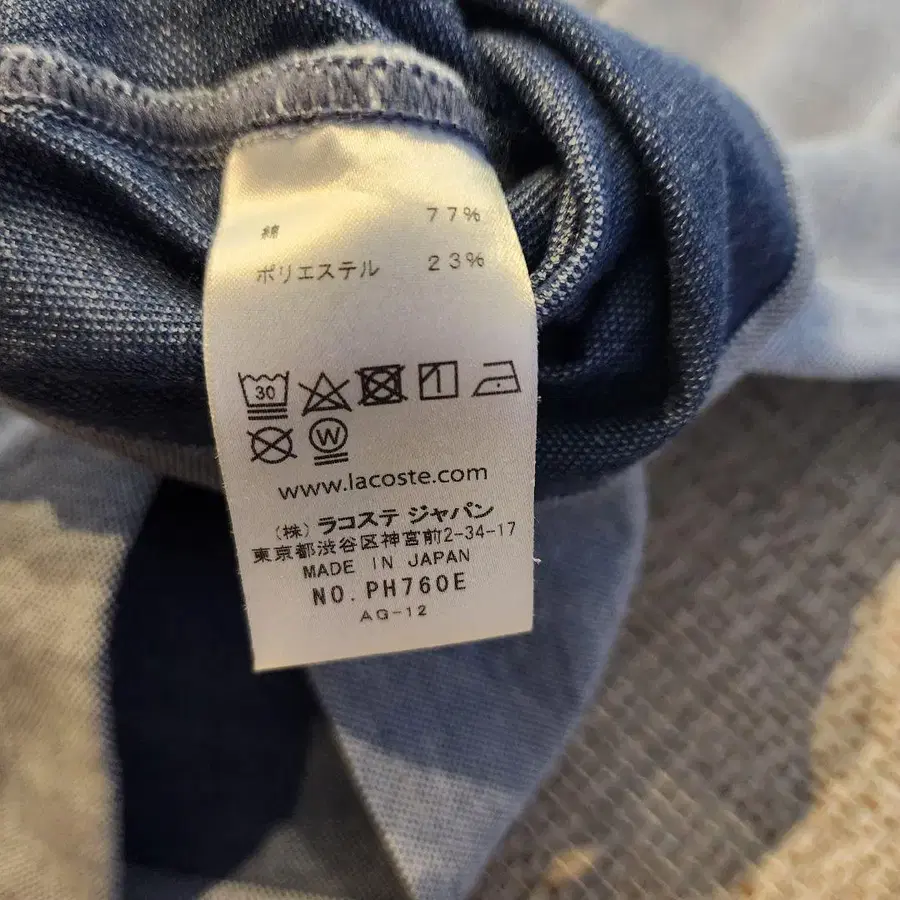 綿 77%
ポリエステル 23%
30
W
www.lacoste.com
(株) ラコステ ジャパン
東京都渋谷区神宮前2-34-17
MADE IN JAPAN
NO. PH760E
AG-12